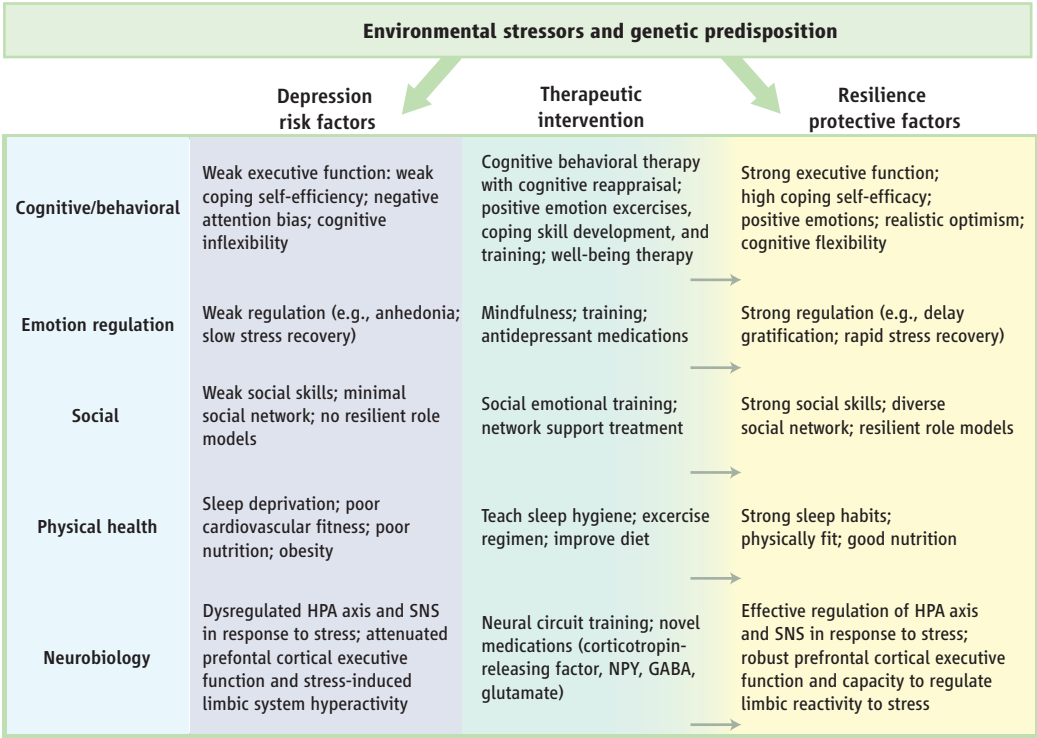 Environmental stressors and genetic predisposition
Depression
risk factors
Therapeutic
intervention
Resilience
protective factors
Cognitive/behavioral
Weak executive function: weak
coping self-efficiency; negative
attention bias; cognitive
inflexibility
Cognitive behavioral therapy
with cognitive reappraisal;
positive emotion excercises,
coping skill development, and
training; well-being therapy
Strong executive function;
high coping self-efficacy;
positive emotions; realistic optimism;
cognitive flexibility
Emotion regulation
Weak regulation (e.g., anhedonia;
slow stress recovery)
Mindfulness; training;
antidepressant medications
Strong regulation (e.g., delay
gratification; rapid stress recovery)
Social
Weak social skills; minimal
social network; no resilient role
models
Social emotional training;
network support treatment
Strong social skills; diverse
social network; resilient role models
Physical health
Sleep deprivation; poor
cardiovascular fitness; poor
nutrition; obesity
Teach sleep hygiene; excercise
regimen; improve diet
Strong sleep habits;
physically fit; good nutrition
Neurobiology
Dysregulated HPA axis and SNS
in response to stress; attenuated
prefontal cortical executive
function and stress-induced
limbic system hyperactivity
Neural circuit training; novel
medications (corticotropin-
releasing factor, NPY, GABA,
glutamate)
Effective regulation of HPA axis
and SNS in response to stress;
robust prefrontal cortical executive
function and capacity to regulate
limbic reactivity to stress